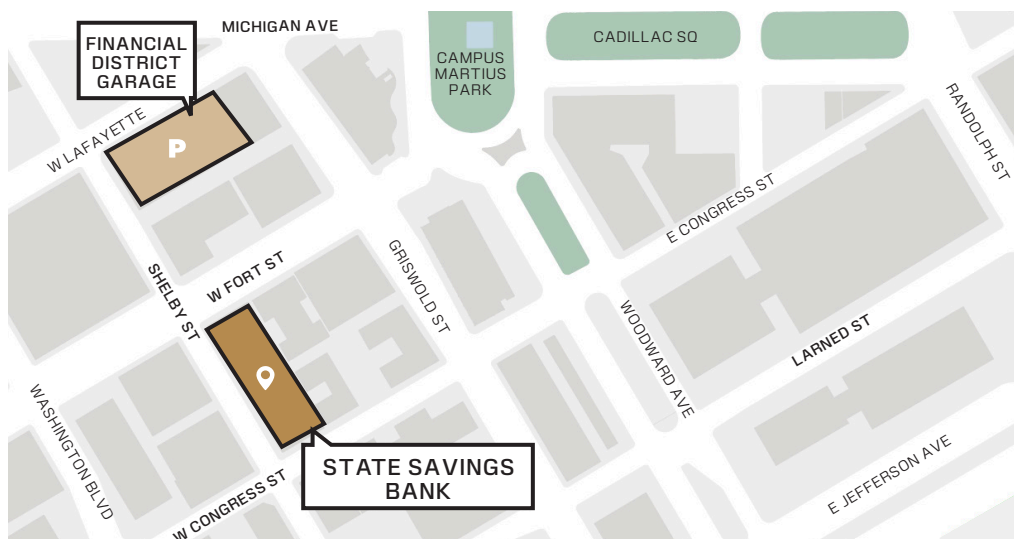 MICHIGAN AVE
FINANCIAL
DISTRICT
GARAGE
CADILLAC SQ
CAMPUS
MARTIUS
PARK
W LAFAYETTE
P
RANDOLPH ST
E CONGRESS ST
W FORT ST
SHELBY ST
GRISWOLD ST
WOODWARD AVE
LARNED ST
WASHINGTON BLVD
STATE SAVINGS
BANK
W CONGRESS ST
E JEFFERSON AVE